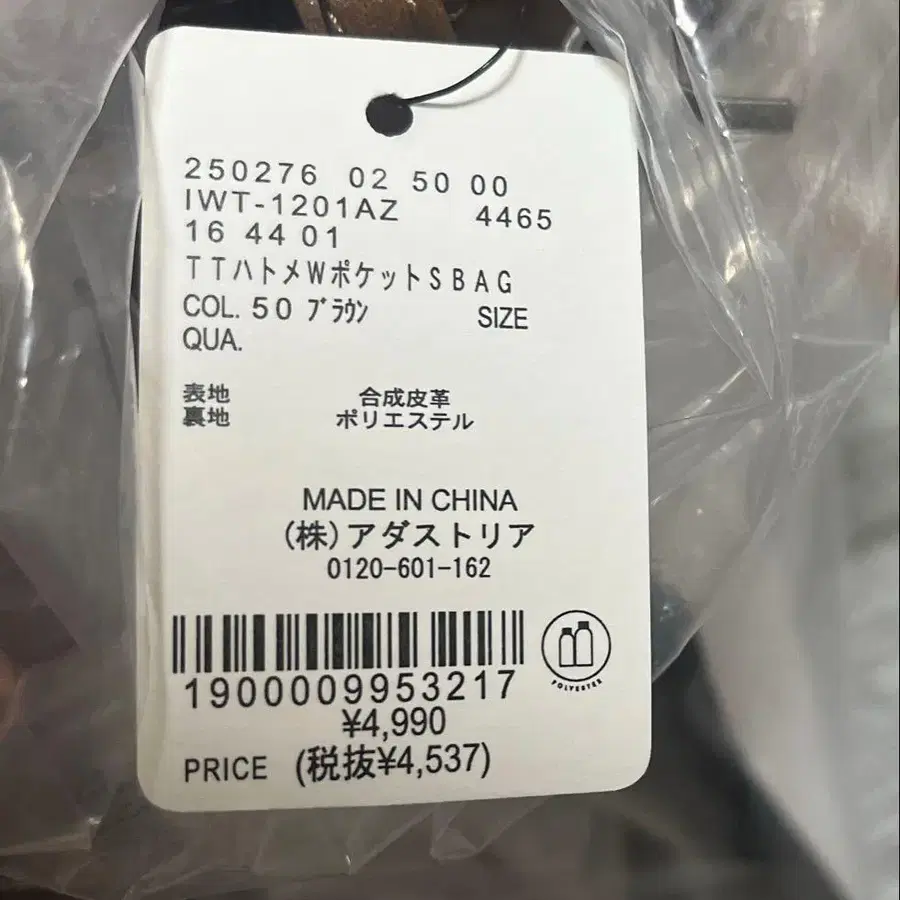 250276 02 50 00
IWT-1201AZ 4465
16 44 01
TTハトメWポケットSBAG
COL. 50 ﾌﾞﾗｳﾝ SIZE
QUA.
表地 合成皮革
裏地 ポリエステル
MADE IN CHINA
(株)アダストリア
0120-601-162
1900009953217
POLYESTER
¥4,990
PRICE (税抜¥4,537)